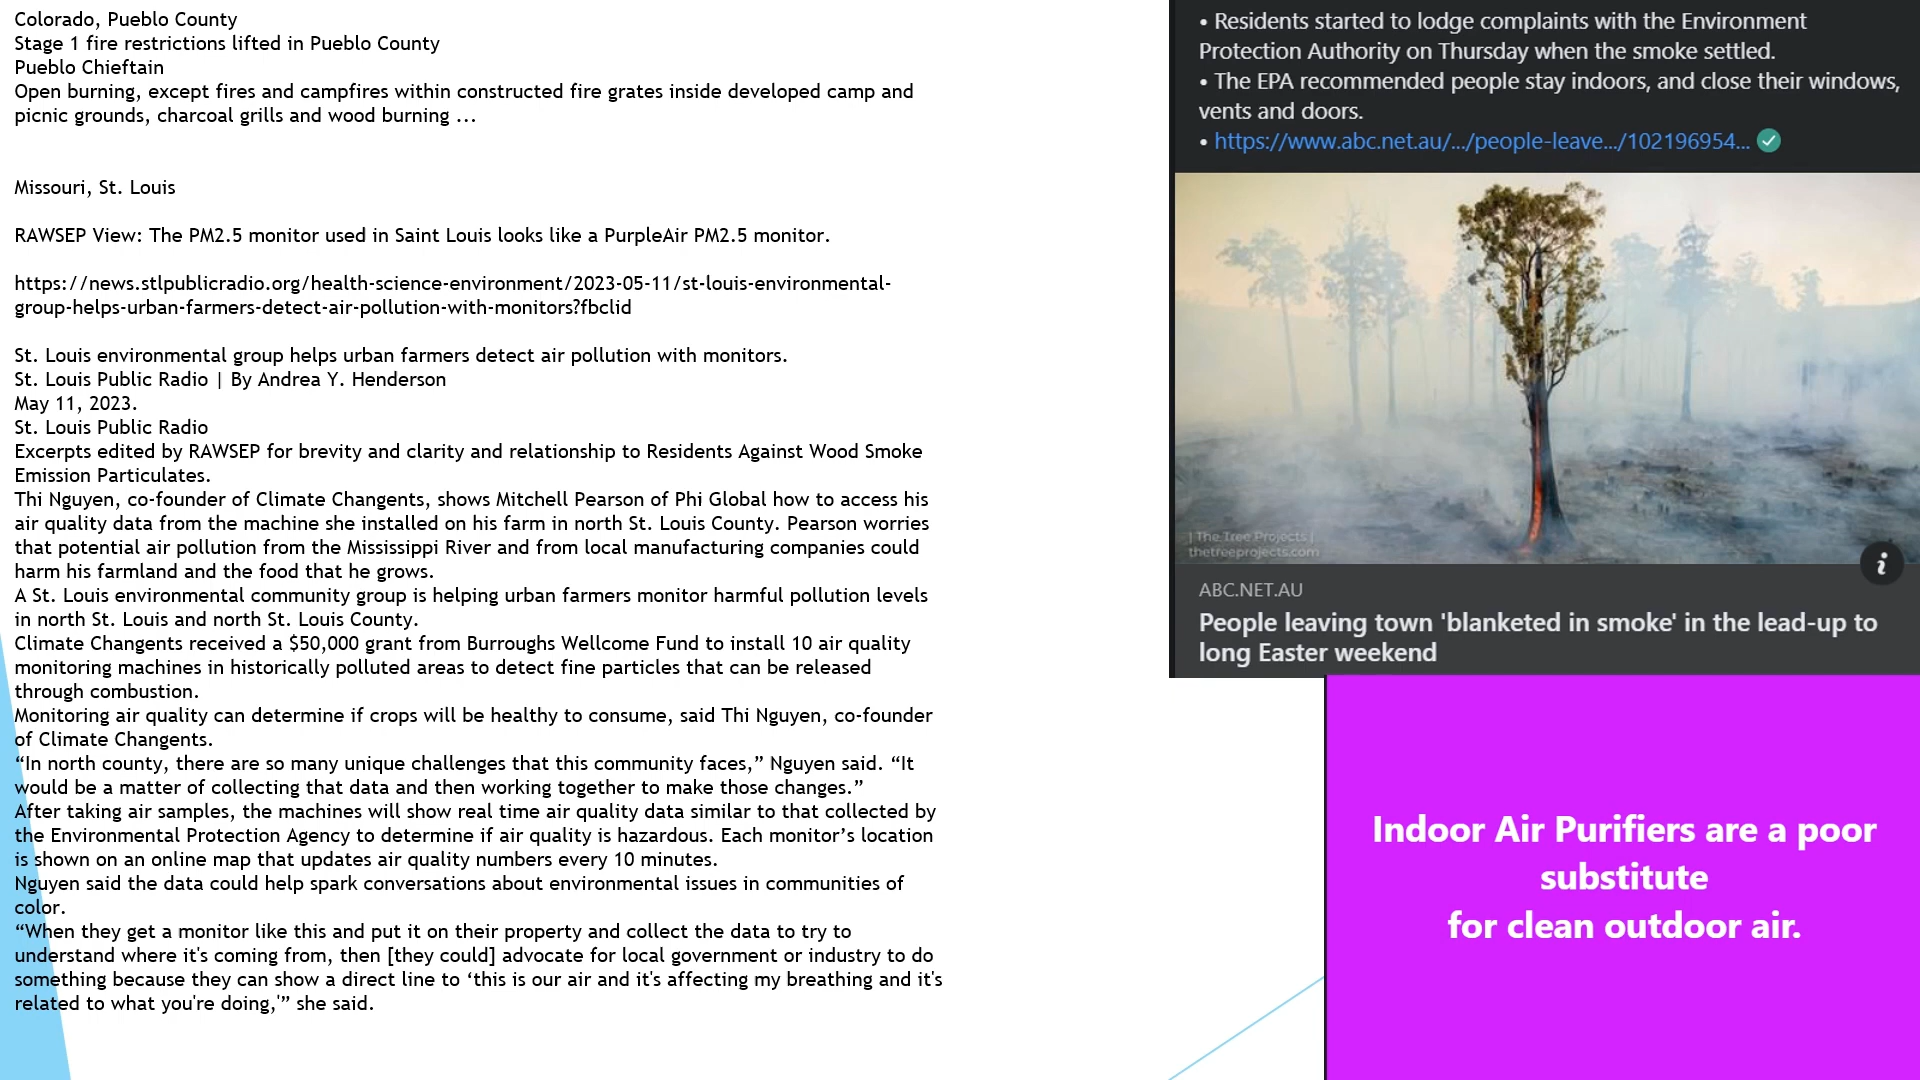 Colorado, Pueblo County
Stage 1 fire restrictions lifted in Pueblo County
Pueblo Chieftain
Open burning, except fires and campfires within constructed fire grates inside developed camp and
picnic grounds, charcoal grills and wood burning ...
Missouri, St. Louis
RAWSEP View: The PM2.5 monitor used in Saint Louis looks like a PurpleAir PM2.5 monitor.
https://news.stlpublicradio.org/health-science-environment/2023-05-11/st-louis-environmental-
group-helps-urban-farmers-detect-air-pollution-with-monitors?fbclid
St. Louis environmental group helps urban farmers detect air pollution with monitors.
St. Louis Public Radio | By Andrea Y. Henderson
May 11, 2023.
St. Louis Public Radio
Excerpts edited by RAWSEP for brevity and clarity and relationship to Residents Against Wood Smoke
Emission Particulates.
Thi Nguyen, co-founder of Climate Changents, shows Mitchell Pearson of Phi Global how to access his
air quality data from the machine she installed on his farm in north St. Louis County. Pearson worries
that potential air pollution from the Mississippi River and from local manufacturing companies could
harm his farmland and the food that he grows.
A St. Louis environmental community group is helping urban farmers monitor harmful pollution levels
in north St. Louis and north St. Louis County.
Climate Changents received a $50,000 grant from Burroughs Wellcome Fund to install 10 air quality
monitoring machines in historically polluted areas to detect fine particles that can be released
through combustion.
Monitoring air quality can determine if crops will be healthy to consume, said Thi Nguyen, co-founder
of Climate Changents.
“In north county, there are so many unique challenges that this community faces,” Nguyen said. “It
would be a matter of collecting that data and then working together to make those changes.”
After taking air samples, the machines will show real time air quality data similar to that collected by
the Environmental Protection Agency to determine if air quality is hazardous. Each monitor’s location
is shown on an online map that updates air quality numbers every 10 minutes.
Nguyen said the data could help spark conversations about environmental issues in communities of
color.
“When they get a monitor like this and put it on their property and collect the data to try to
understand where it's coming from, then [they could] advocate for local government or industry to do
something because they can show a direct line to ‘this is our air and it's affecting my breathing and it's
related to what you're doing,'” she said.
• Residents started to lodge complaints with the Environment
Protection Authority on Thursday when the smoke settled.
• The EPA recommended people stay indoors, and close their windows,
vents and doors.
• https://www.abc.net.au/.../people-leave.../102196954...
| The Tree Projects |
thetreeprojects.com
i
ABC.NET.AU
People leaving town 'blanketed in smoke' in the lead-up to
long Easter weekend
Indoor Air Purifiers are a poor
substitute
for clean outdoor air.